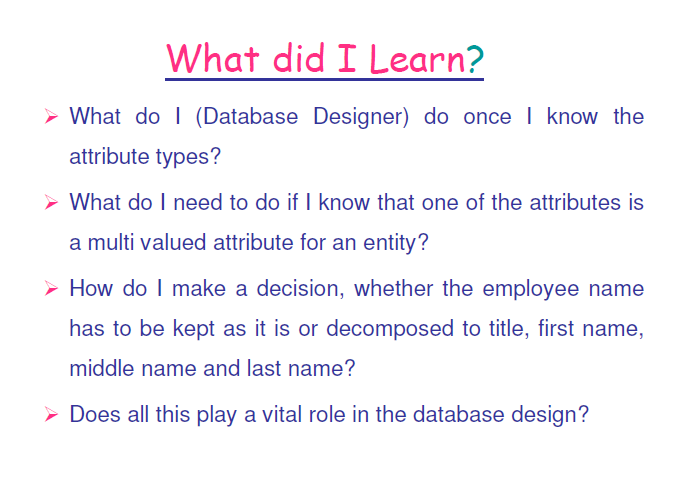 What did I Learn?
What do I (Database Designer) do once I know the
attribute types?
What do I need to do if I know that one of the attributes is
a multi valued attribute for an entity?
How do I make a decision, whether the employee name
has to be kept as it is or decomposed to title, first name,
middle name and last name?
Does all this play a vital role in the database design?